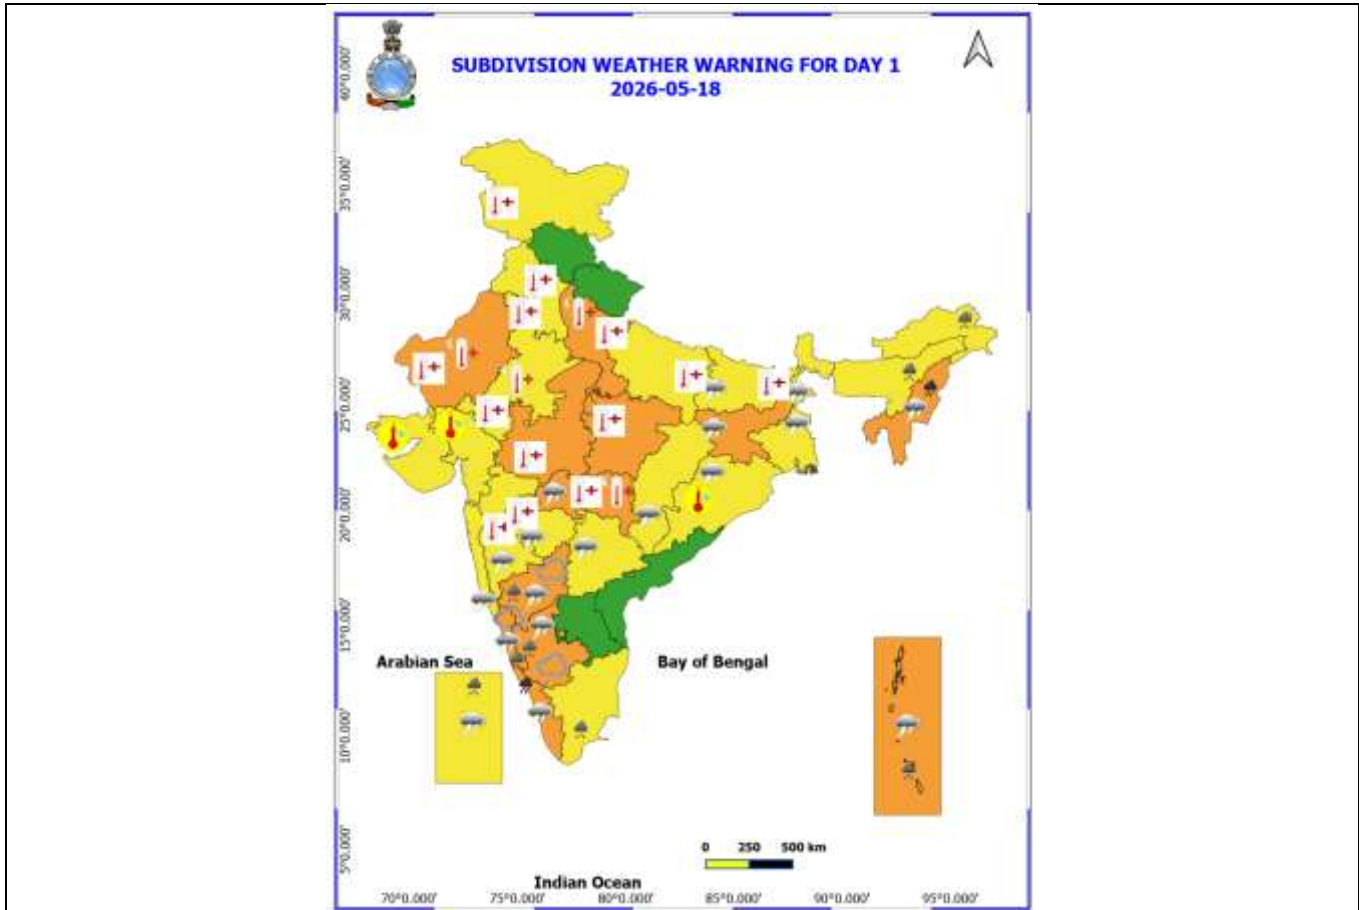 SUBDIVISION WEATHER WARNING FOR DAY 1
2026-05-18
40°0.000'
35°0.000'
30°0.000'
25°0.000'
20°0.000'
15°0.000'
10°0.000'
5°0.000'
Arabian Sea
Bay of Bengal
0 250 500 km
Indian Ocean
70°0.000' 75°0.000' 80°0.000' 85°0.000' 90°0.000' 95°0.000'